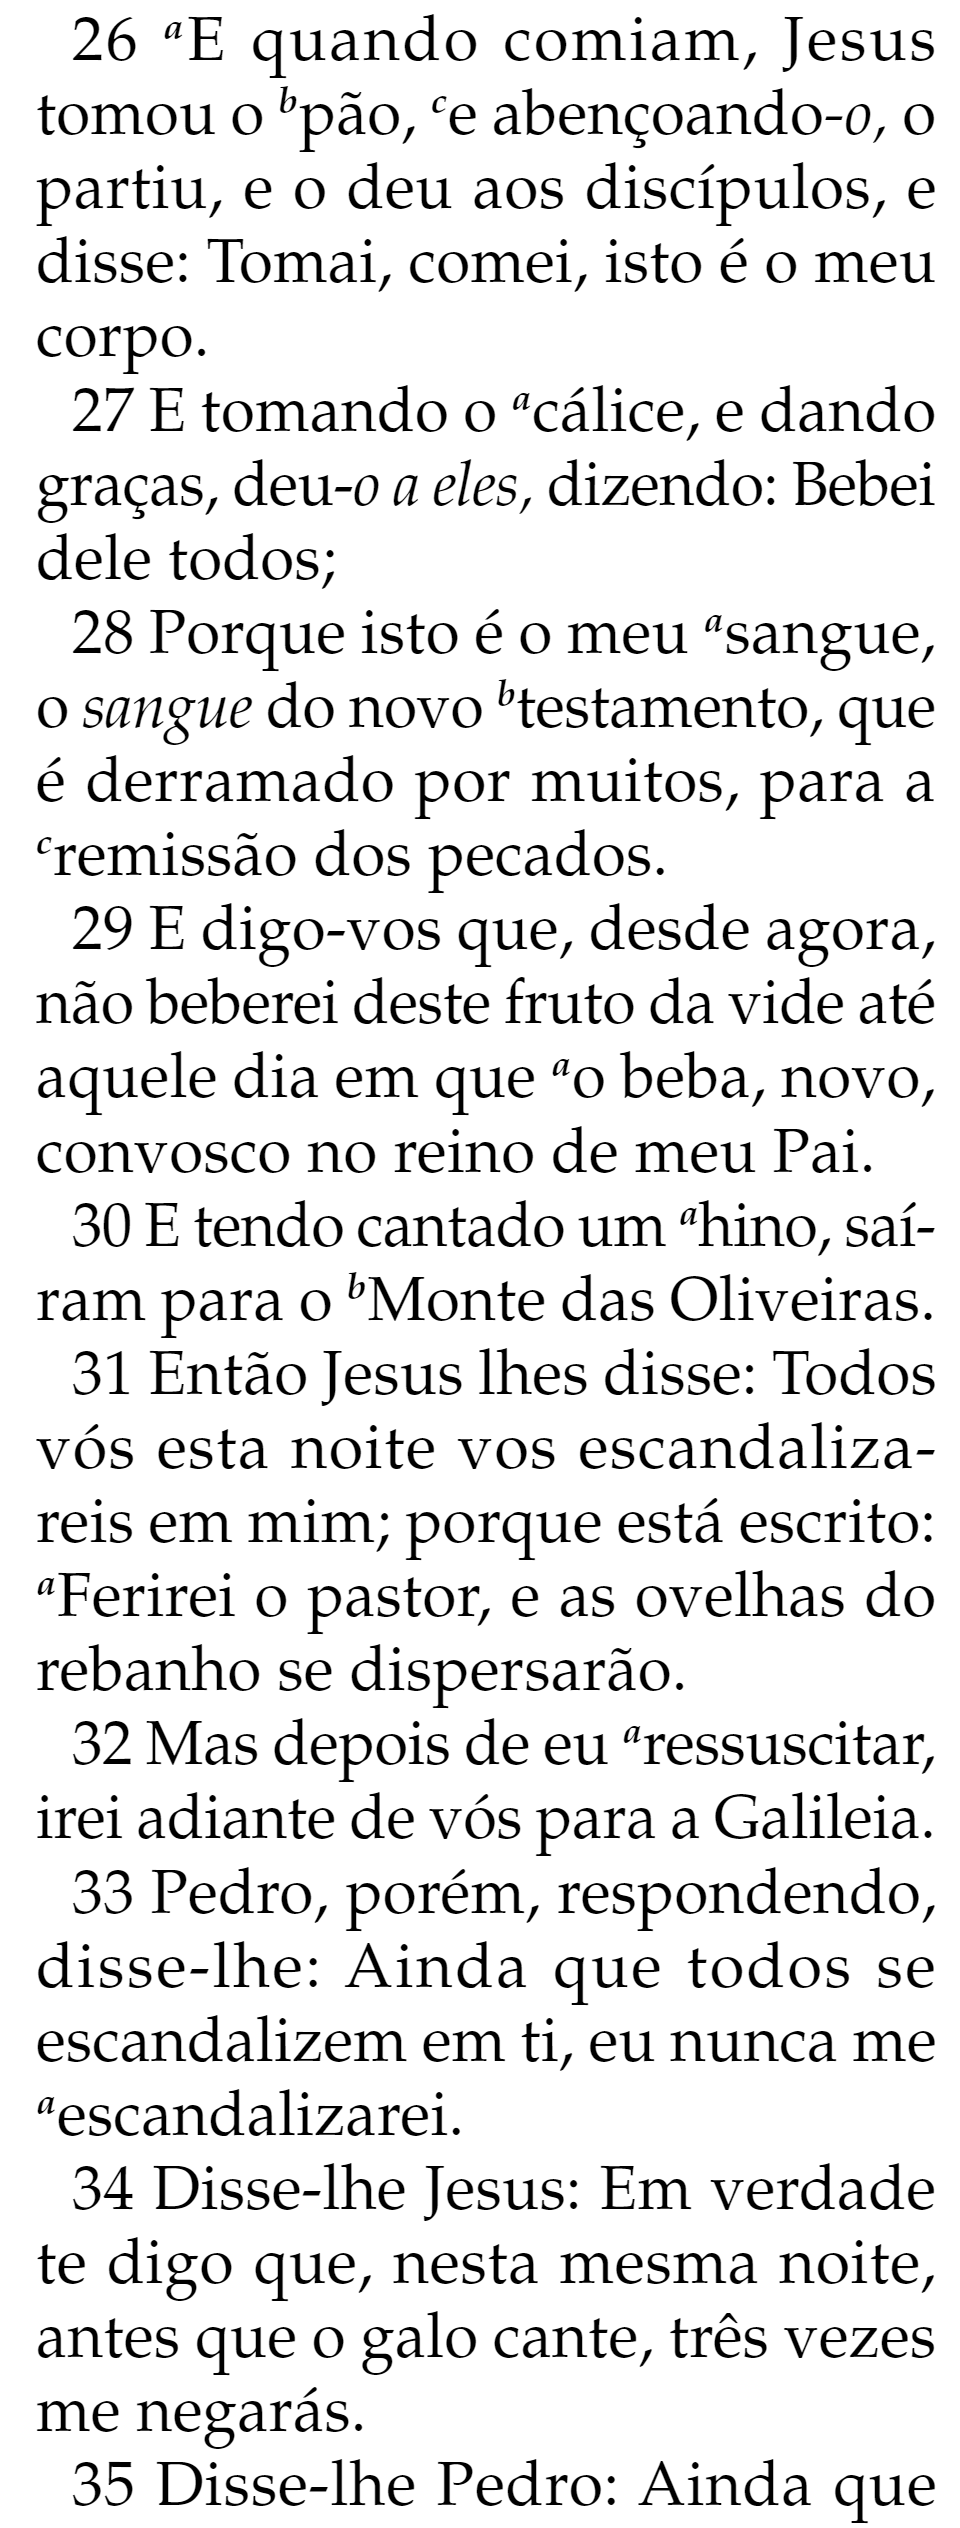 26 ᵃE quando comiam, Jesus
tomou o ᵇpão, ᶜe abençoando-o, o
partiu, e o deu aos discípulos, e
disse: Tomai, comei, isto é o meu
corpo.
27 E tomando o ᵃcálice, e dando
graças, deu-o a eles, dizendo: Bebei
dele todos;
28 Porque isto é o meu ᵃsangue,
o sangue do novo ᵇtestamento, que
é derramado por muitos, para a
ᶜremissão dos pecados.
29 E digo-vos que, desde agora,
não beberei deste fruto da vide até
aquele dia em que ᵃo beba, novo,
convosco no reino de meu Pai.
30 E tendo cantado um ᵃhino, saí-
ram para o ᵇMonte das Oliveiras.
31 Então Jesus lhes disse: Todos
vós esta noite vos escandaliza-
reis em mim; porque está escrito:
ᵃFerirei o pastor, e as ovelhas do
rebanho se dispersarão.
32 Mas depois de eu ᵃressuscitar,
irei adiante de vós para a Galileia.
33 Pedro, porém, respondendo,
disse-lhe: Ainda que todos se
escandalizem em ti, eu nunca me
ᵃescandalizarei.
34 Disse-lhe Jesus: Em verdade
te digo que, nesta mesma noite,
antes que o galo cante, três vezes
me negarás.
35 Disse-lhe Pedro: Ainda que